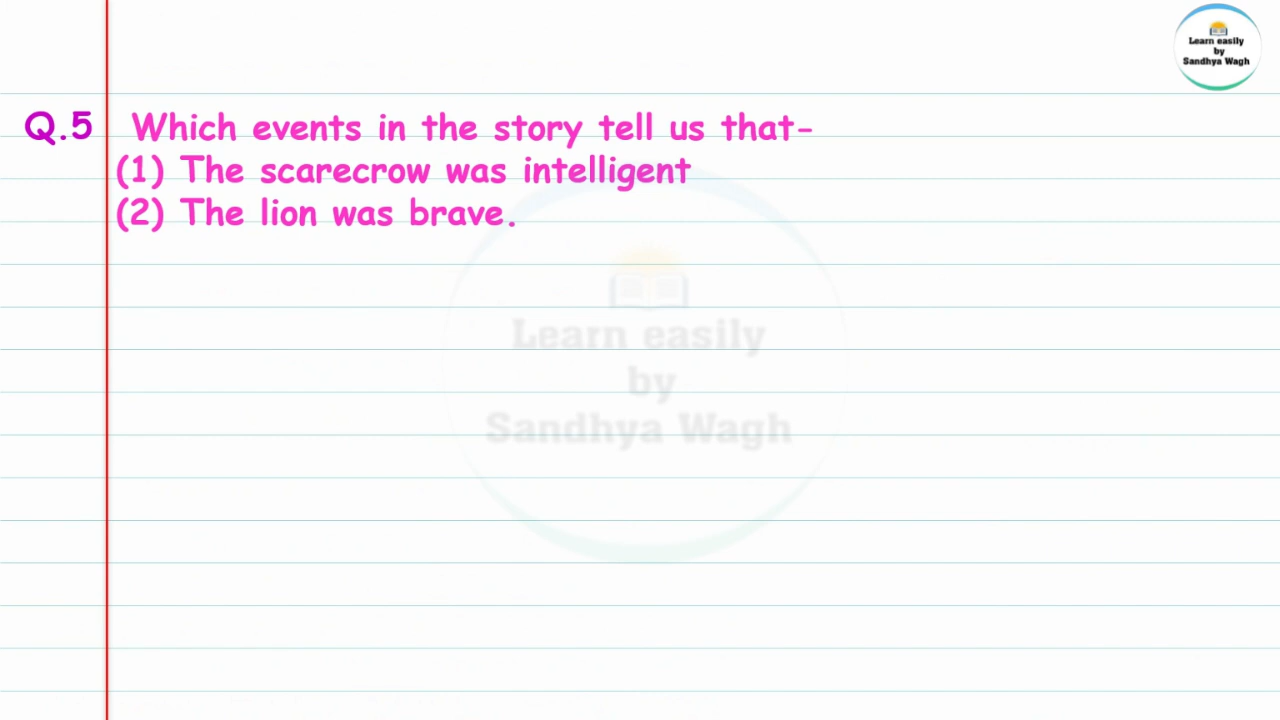 Learn easily
by
Sandhya Wagh
Q.5 Which events in the story tell us that-
(1) The scarecrow was intelligent
(2) The lion was brave.
Learn easily
by
Sandhya Wagh